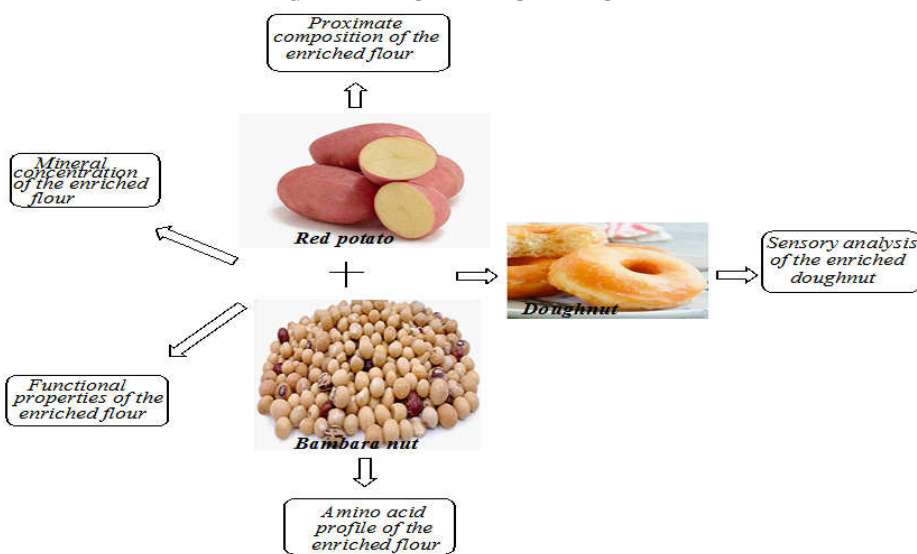 Proximate
composition of the
enriched flour
Mineral
concentration
of the enriched
flour
Red potato
Doughnut
Sensory analysis
of the enriched
doughnut
Functional
properties of the
enriched flour
Bambara nut
Amino acid
profile of the
enriched flour